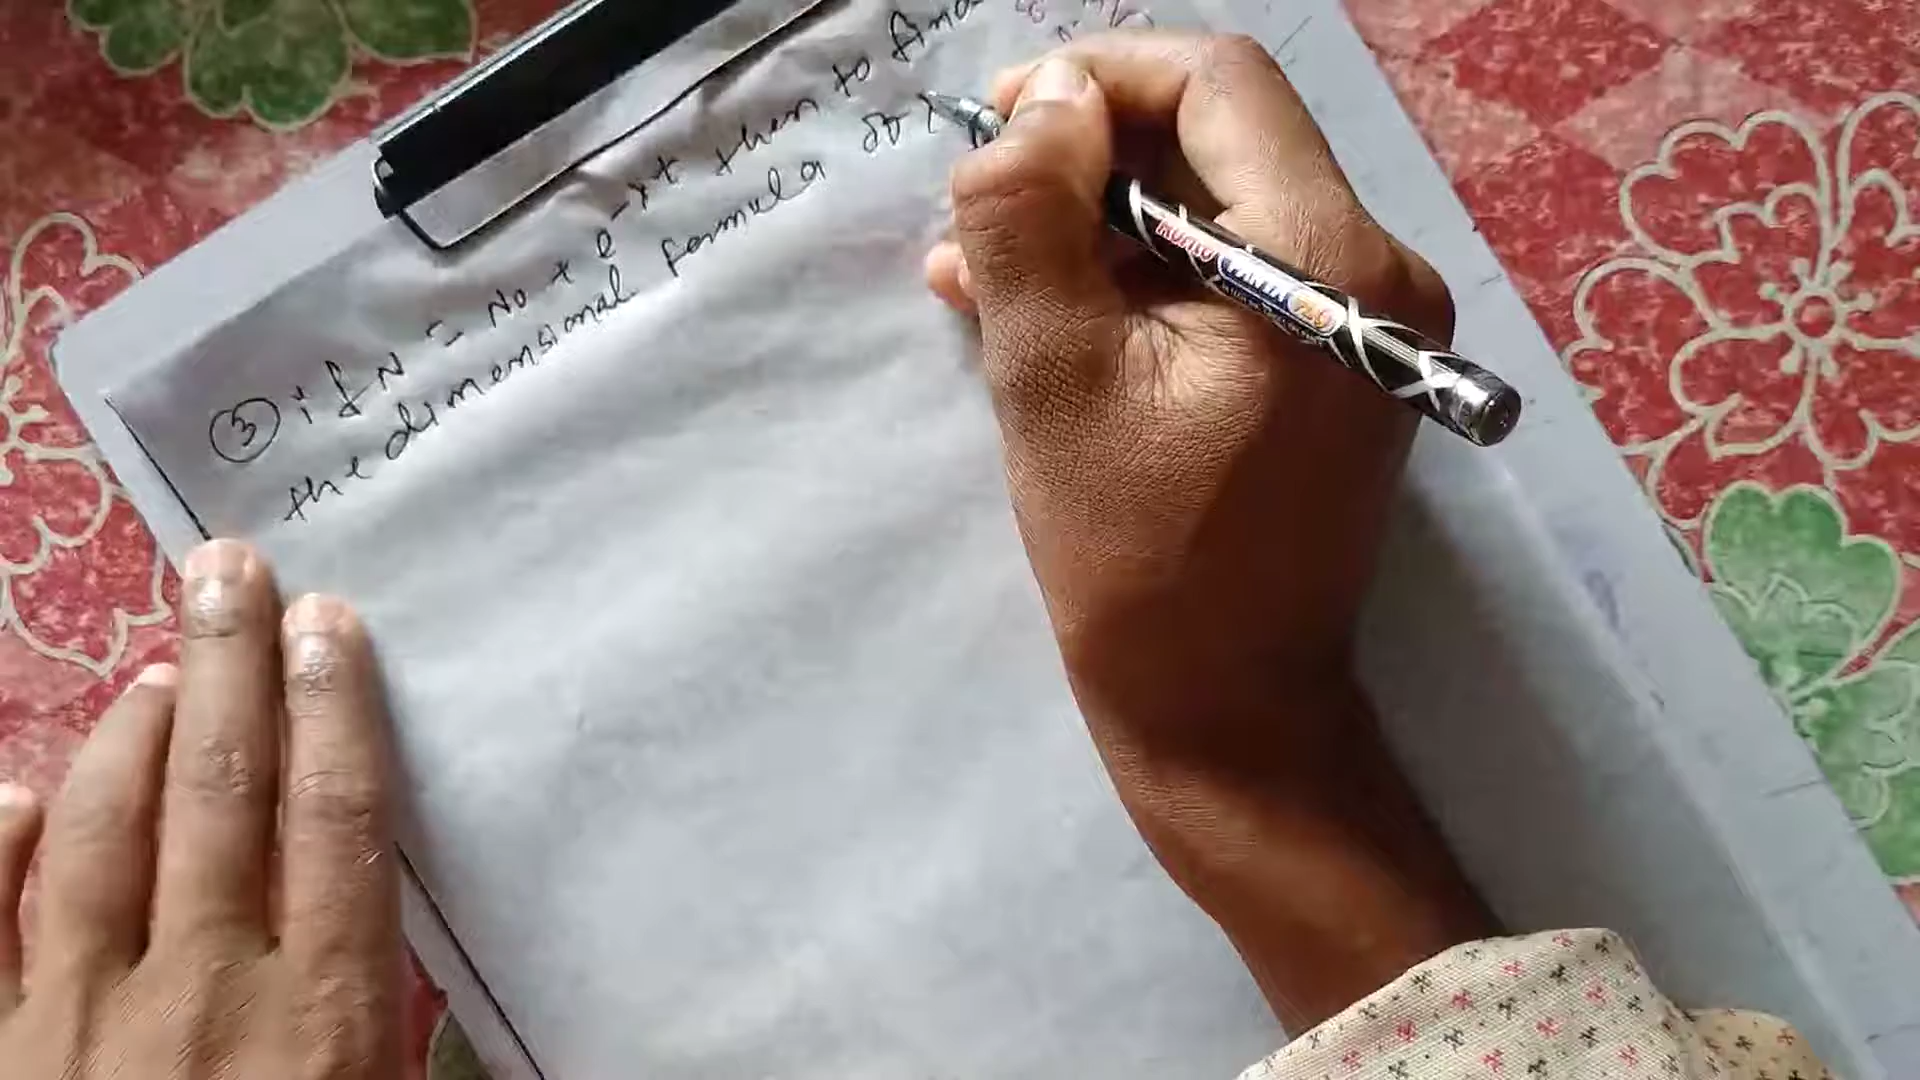 ③ if N = No × e^-λt then to find
the dimensional formula of λ